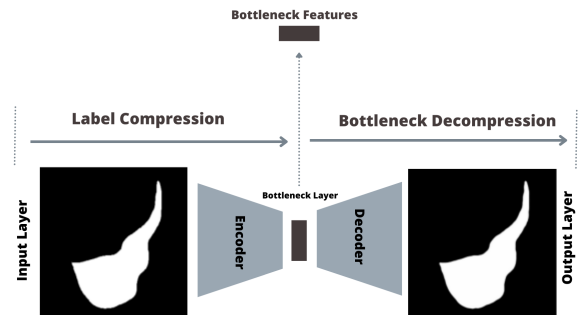 Bottleneck Features
Label Compression
Bottleneck Decompression
Bottleneck Layer
Input Layer
Encoder
Decoder
Output Layer